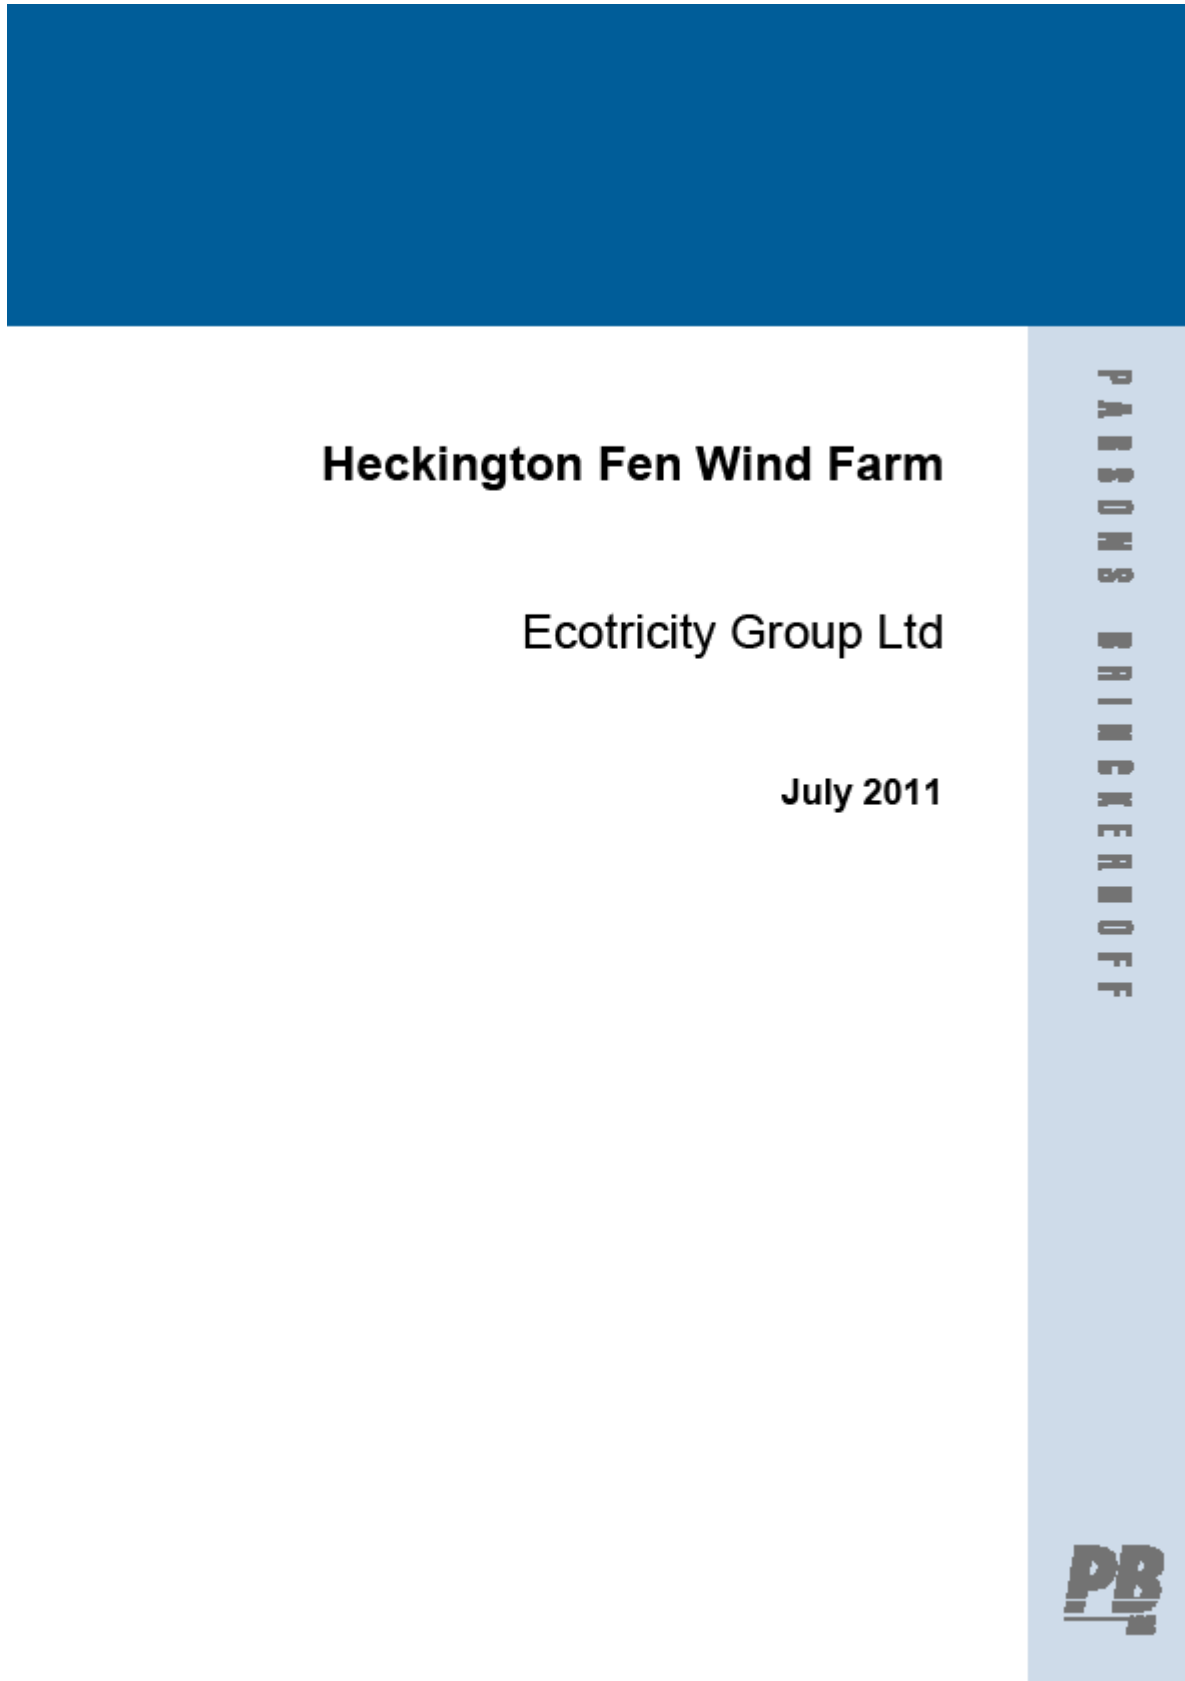 Heckington Fen Wind Farm
Ecotricity Group Ltd
July 2011
PARSONS BRINCKERHOFF
PB